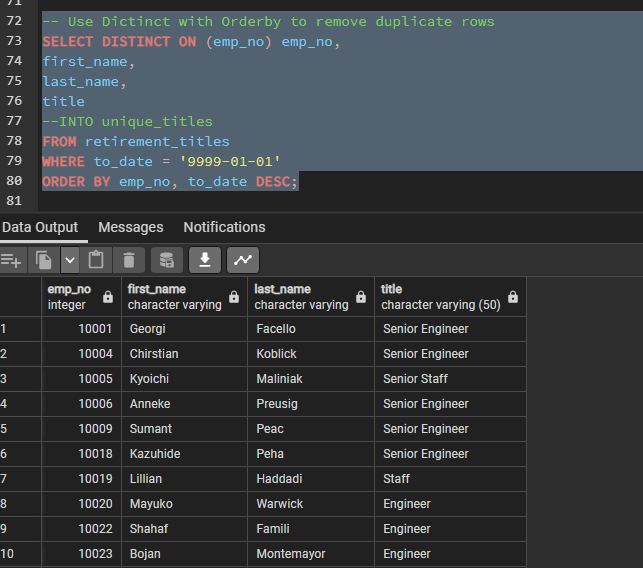 71
72 -- Use Dictinct with Orderby to remove duplicate rows
73 SELECT DISTINCT ON (emp_no) emp_no,
74 first_name,
75 last_name,
76 title
77 --INTO unique_titles
78 FROM retirement_titles
79 WHERE to_date = '9999-01-01'
80 ORDER BY emp_no, to_date DESC;
81
Data Output Messages Notifications
emp_no first_name last_name title
integer character varying character varying character varying (50)
1 10001 Georgi Facello Senior Engineer
2 10004 Chirstian Koblick Senior Engineer
3 10005 Kyoichi Maliniak Senior Staff
4 10006 Anneke Preusig Senior Engineer
5 10009 Sumant Peac Senior Engineer
6 10018 Kazuhide Peha Senior Engineer
7 10019 Lillian Haddadi Staff
8 10020 Mayuko Warwick Engineer
9 10022 Shahaf Famili Engineer
10 10023 Bojan Montemayor Engineer